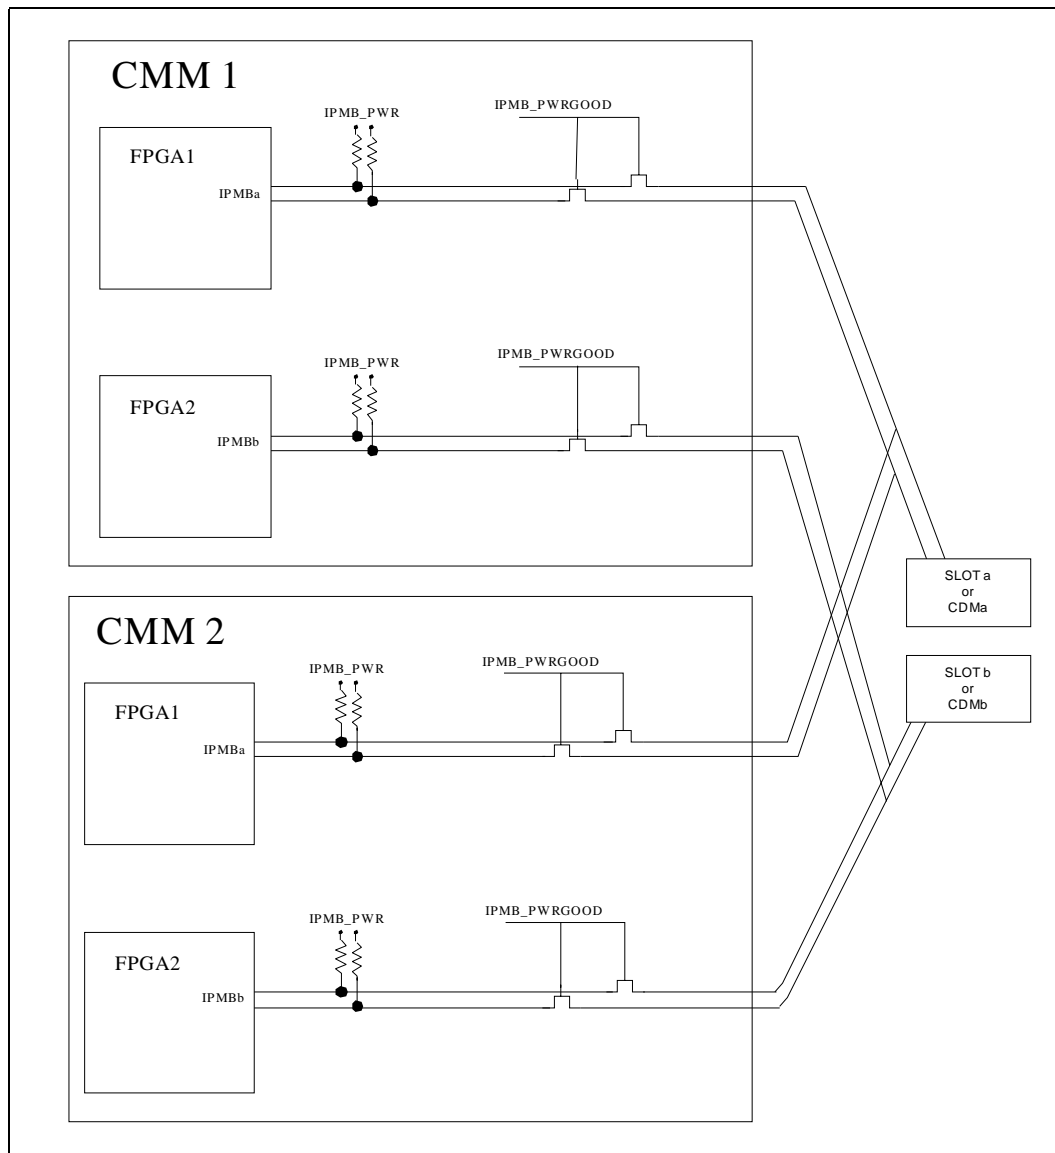 CMM 1
IPMB_PWR
IPMB_PWRGOOD
FPGA1
IPMBa
IPMB_PWR
IPMB_PWRGOOD
FPGA2
IPMBb
SLOT a
or
CDMa
CMM 2
IPMB_PWR
IPMB_PWRGOOD
SLOT b
or
CDMb
FPGA1
IPMBa
IPMB_PWR
IPMB_PWRGOOD
FPGA2
IPMBb